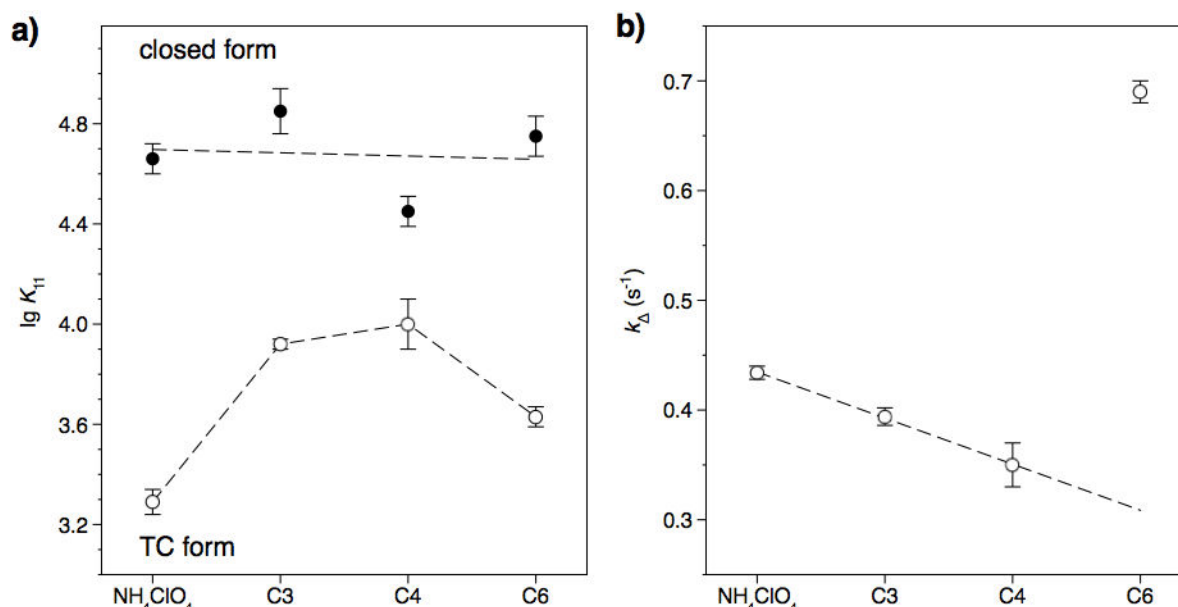 a)
closed form
4.8
4.4
4.0
3.6
3.2
lg K₁₁
TC form
NH₄ClO₄
C3
C4
C6
b)
0.7
0.6
0.5
0.4
0.3
k_Δ (s⁻¹)
NH₄ClO₄
C3
C4
C6